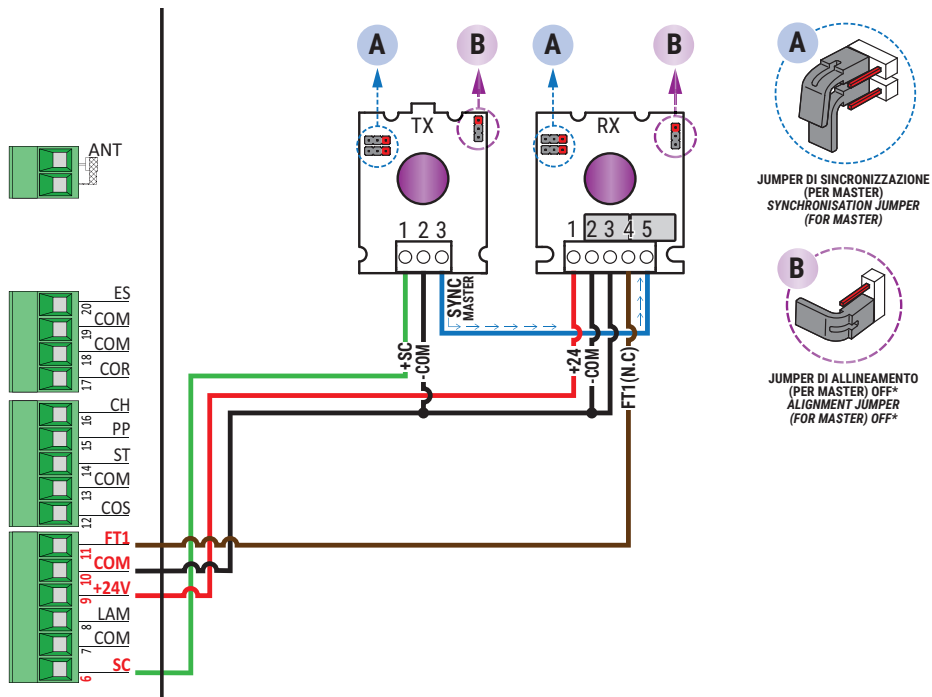 A
B
A
B
A
TX
RX
ANT
1 2 3
1 2 3 4 5
JUMPER DI SINCRONIZZAZIONE
(PER MASTER)
SYNCHRONISATION JUMPER
(FOR MASTER)
B
JUMPER DI ALLINEAMENTO
(PER MASTER) OFF*
ALIGNMENT JUMPER
(FOR MASTER) OFF*
SYNC
MASTER
+SC
-COM
+24
-COM
FT1(N.C)
ES
20
COM
19
COM
18
COR
17
CH
16
PP
15
ST
14
COM
13
COS
12
FT1
11
COM
10
+24V
9
LAM
8
COM
7
SC
6